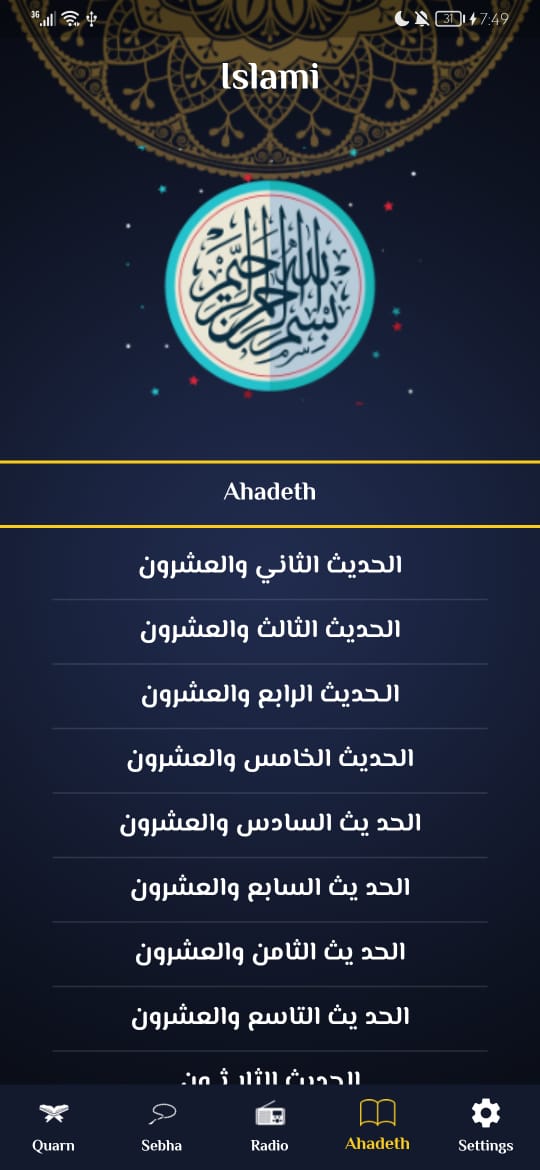 3G 31 7:49
Islami
بسم الله الرحمن الرحيم
Ahadeth
الحديث الثاني والعشرون
الحديث الثالث والعشرون
الحديث الرابع والعشرون
الحديث الخامس والعشرون
الحد يث السادس والعشرون
الحد يث السابع والعشرون
الحد يث الثامن والعشرون
الحد يث التاسع والعشرون
Quarn Sebha Radio Ahadeth Settings